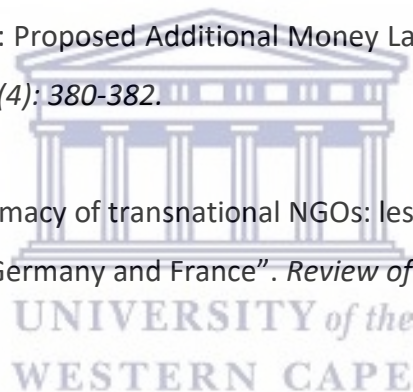 : Proposed Additional Money La
(4): 380-382.
macy of transnational NGOs: les
Germany and France”. Review of
UNIVERSITY of the
WESTERN CAPE